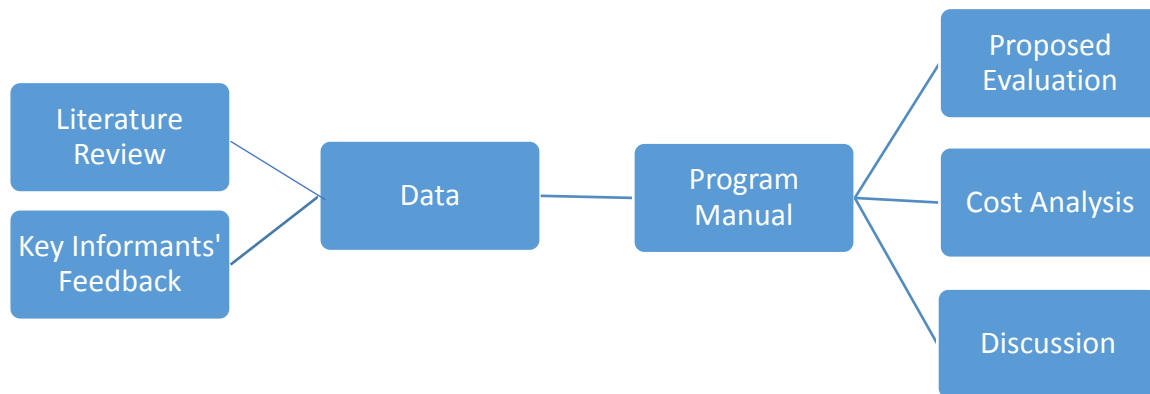 Literature
Review
Key Informants'
Feedback
Data
Program
Manual
Proposed
Evaluation
Cost Analysis
Discussion